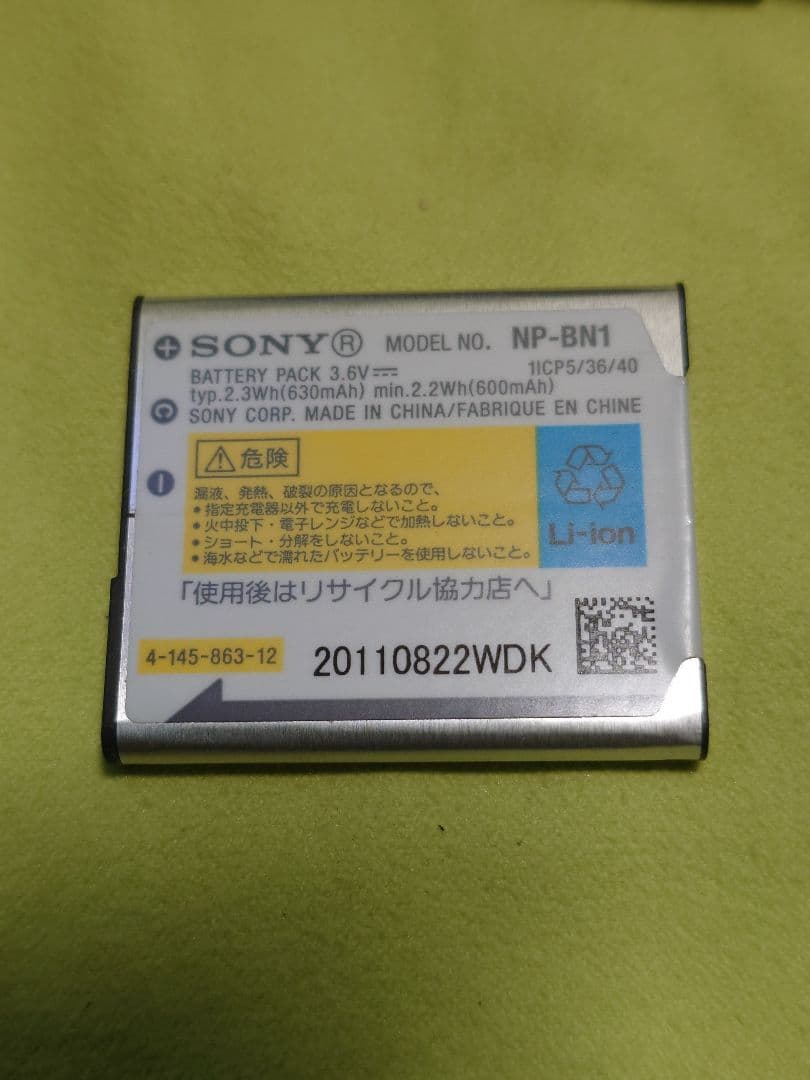 SONY® MODEL NO. NP-BN1
BATTERY PACK 3.6V⎓ 1ICP5/36/40
typ.2.3Wh(630mAh) min.2.2Wh(600mAh)
SONY CORP. MADE IN CHINA/FABRIQUE EN CHINE
⚠危険
漏液、発熱、破裂の原因となるので、
•指定充電器以外で充電しないこと。
•火中投下・電子レンジなどで加熱しないこと。
•ショート・分解をしないこと。
•海水などで濡れたバッテリーを使用しないこと。
Li-ion
「使用後はリサイクル協力店へ」
4-145-863-12
20110822WDK